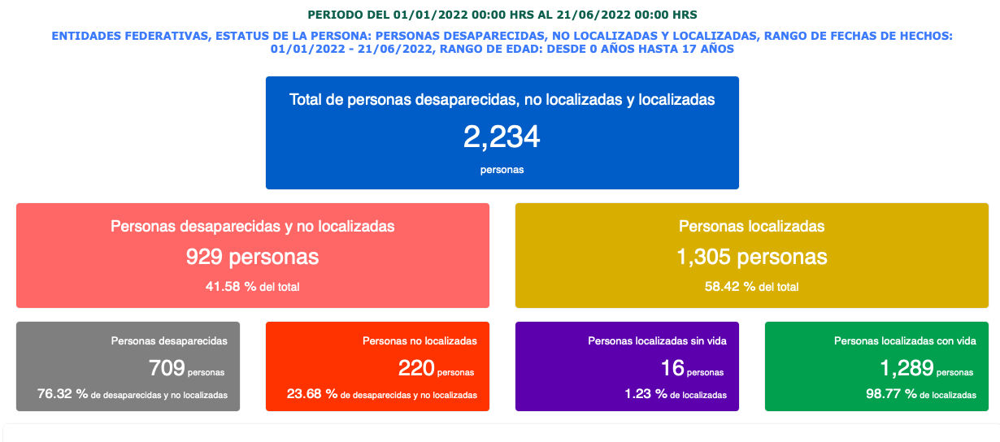 PERIODO DEL 01/01/2022 00:00 HRS AL 21/06/2022 00:00 HRS
ENTIDADES FEDERATIVAS, ESTATUS DE LA PERSONA: PERSONAS DESAPARECIDAS, NO LOCALIZADAS Y LOCALIZADAS, RANGO DE FECHAS DE HECHOS:
01/01/2022 - 21/06/2022, RANGO DE EDAD: DESDE 0 AÑOS HASTA 17 AÑOS
Total de personas desaparecidas, no localizadas y localizadas
2,234
personas
Personas desaparecidas y no localizadas
929 personas
41.58 % del total
Personas localizadas
1,305 personas
58.42 % del total
Personas desaparecidas
709 personas
76.32 % de desaparecidas y no localizadas
Personas no localizadas
220 personas
23.68 % de desaparecidas y no localizadas
Personas localizadas sin vida
16 personas
1.23 % de localizadas
Personas localizadas con vida
1,289 personas
98.77 % de localizadas